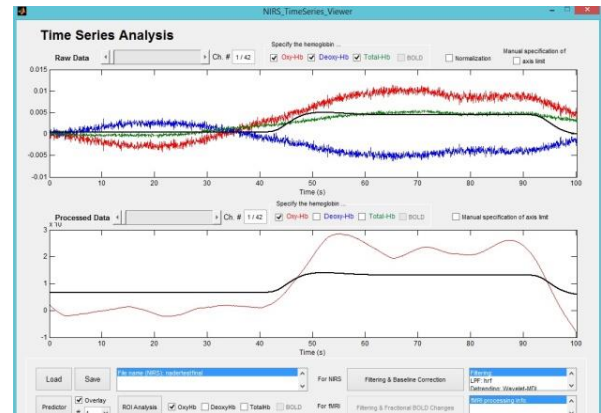 NIRS_TimeSeries_Viewer
Time Series Analysis
Specify the hemoglobin ...
Manual specification of
Raw Data Ch. # 1 / 42 Oxy-Hb Deoxy-Hb Total-Hb BOLD Normalization axis limit
0.015
0.01
0.005
0
-0.005
-0.01
0 10 20 30 40 50 60 70 80 90 100
Time (s)
Specify the hemoglobin ...
Processed Data Ch. # 1 / 42 Oxy-Hb Deoxy-Hb Total-Hb BOLD Manual specification of axis limit
3
2
1
0
-1
0 10 20 30 40 50 60 70 80 90 100
Time (s)
Load Save File name (NIRS): For NIRS Filtering & Baseline Correction Filtering
LPF: hrf
Detrending: Wavelet-MDL
Predictor Overlay ROI Analysis OxyHb DeoxyHb TotalHb BOLD For fMRI Filtering & Fractional BOLD Changes fMRI processing info.
# 1